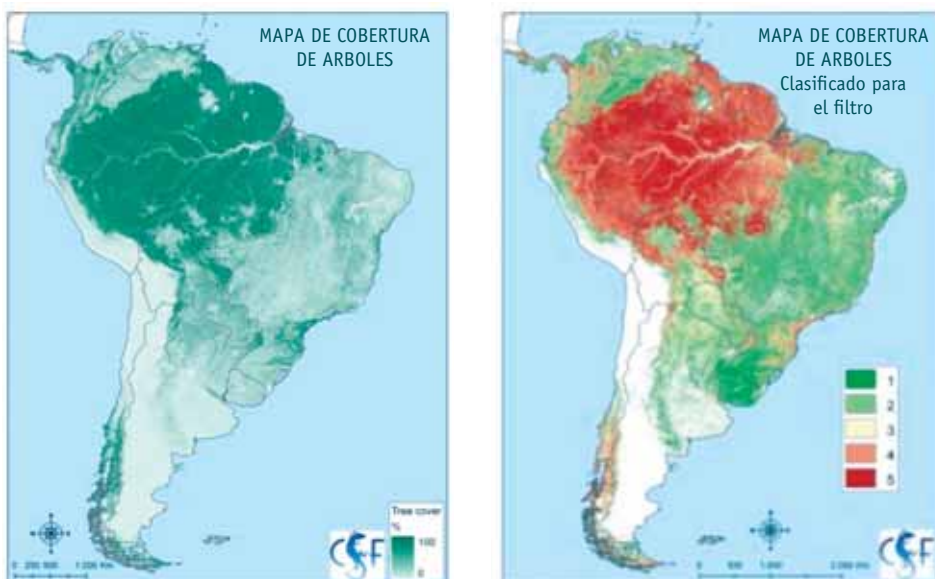 MAPA DE COBERTURA
DE ARBOLES
Tree cover
%
100
0
CSF
MAPA DE COBERTURA
DE ARBOLES
Clasificado para
el filtro
1
2
3
4
5
CSF